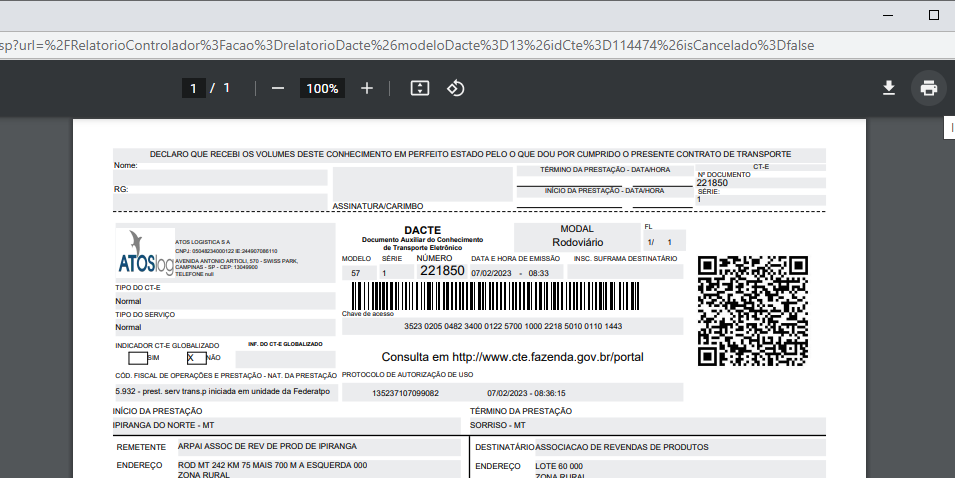 sp?url=%2FRelatorioControlador%3Facao%3DrelatorioDacte%26modeloDacte%3D13%26idCte%3D114474%26isCancelado%3Dfalse
1 / 1 100%
DECLARO QUE RECEBI OS VOLUMES DESTE CONHECIMENTO EM PERFEITO ESTADO PELO O QUE DOU POR CUMPRIDO O PRESENTE CONTRATO DE TRANSPORTE
Nome:
RG:
ASSINATURA/CARIMBO
TÉRMINO DA PRESTAÇÃO - DATA/HORA
INÍCIO DA PRESTAÇÃO - DATA/HORA
CT-E
Nº DOCUMENTO
221850
SÉRIE:
1
ATOSlog
ATOS LOGISTICA S A
CNPJ: 05048234000122 IE:244907086110
AVENIDA ANTONIO ARTIOLI, 570 - SWISS PARK,
CAMPINAS - SP - CEP: 13049900
TELEFONE null
DACTE
Documento Auxiliar do Conhecimento
de Transporte Eletrônico
MODAL
Rodoviário
FL
1/ 1
MODELO SÉRIE NÚMERO DATA E HORA DE EMISSÃO INSC. SUFRAMA DESTINATÁRIO
57 1 221850 07/02/2023 - 08:33
TIPO DO CT-E
Normal
TIPO DO SERVIÇO
Normal
Chave de acesso
3523 0205 0482 3400 0122 5700 1000 2218 5010 0110 1443
INDICADOR CT-E GLOBALIZADO INF. DO CT-E GLOBALIZADO
SIM X NÃO
Consulta em http://www.cte.fazenda.gov.br/portal
CÓD. FISCAL DE OPERAÇÕES E PRESTAÇÃO - NAT. DA PRESTAÇÃO
5.932 - prest. serv trans.p iniciada em unidade da Federatpo
PROTOCOLO DE AUTORIZAÇÃO DE USO
135237107099082 07/02/2023 - 08:36:15
INÍCIO DA PRESTAÇÃO
IPIRANGA DO NORTE - MT
TÉRMINO DA PRESTAÇÃO
SORRISO - MT
REMETENTE ARPAI ASSOC DE REV DE PROD DE IPIRANGA
ENDEREÇO ROD MT 242 KM 75 MAIS 700 M A ESQUERDA 000
ZONA RURAL
DESTINATÁRIO ASSOCIACAO DE REVENDAS DE PRODUTOS
ENDEREÇO LOTE 60 000
ZONA RURAL